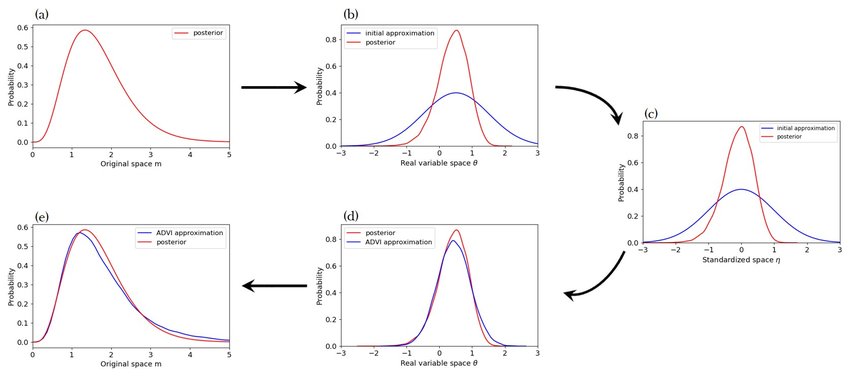 (a)
0.6
0.5
0.4
0.3
0.2
0.1
0.0
Probability
posterior
0 1 2 3 4 5
Original space m
(b)
0.8
0.6
0.4
0.2
0.0
Probability
initial approximation
posterior
−3 −2 −1 0 1 2 3
Real variable space θ
(c)
0.8
0.6
0.4
0.2
0.0
Probability
initial approximation
posterior
−3 −2 −1 0 1 2 3
Standardized space η
(e)
0.6
0.5
0.4
0.3
0.2
0.1
0.0
Probability
ADVI approximation
posterior
0 1 2 3 4 5
Original space m
(d)
0.8
0.6
0.4
0.2
0.0
Probability
posterior
ADVI approximation
−3 −2 −1 0 1 2 3
Real variable space θ